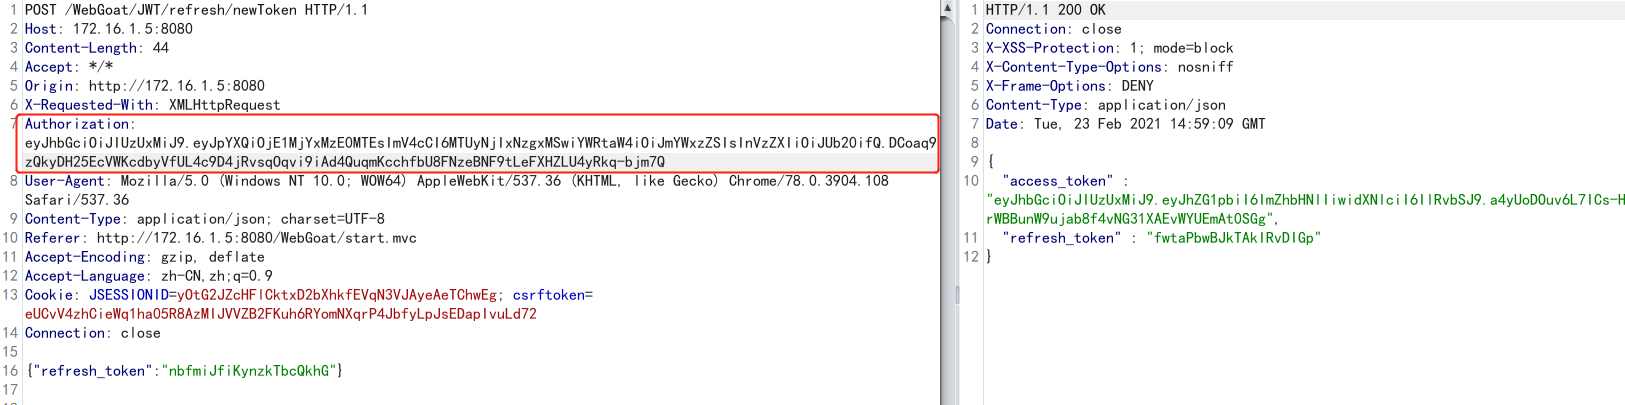 1 POST /WebGoat/JWT/refresh/newToken HTTP/1.1
2 Host: 172.16.1.5:8080
3 Content-Length: 44
4 Accept: */*
5 Origin: http://172.16.1.5:8080
6 X-Requested-With: XMLHttpRequest
7 Authorization:
eyJhbGciOiJIUzUxMiJ9.eyJpYXQiOjE1MjYxMzE0MTEsImV4cCI6MTUyNjIxNzgxMSwiYWRtaW4iOiJmYWxzZSIsInVzZXIiOiJUb20ifQ.DCoaq9
zQkyDH25EcVWKcdbyVfUL4c9D4jRvsqOqvi9iAd4QuqmKcchfbU8FNzeBNF9tLeFXHZLU4yRkq-bjm7Q
8 User-Agent: Mozilla/5.0 (Windows NT 10.0; WOW64) AppleWebKit/537.36 (KHTML, like Gecko) Chrome/78.0.3904.108
Safari/537.36
9 Content-Type: application/json; charset=UTF-8
10 Referer: http://172.16.1.5:8080/WebGoat/start.mvc
11 Accept-Encoding: gzip, deflate
12 Accept-Language: zh-CN,zh;q=0.9
13 Cookie: JSESSIONID=yOtG2JZcHFlCktxD2bXhkfEVqN3VJAyeAeTChwEg; csrftoken=
eUCvV4zhCieWq1ha05R8AzMIJVVZB2FKuh6RYomNXqrP4JbfyLpJsEDapIvuLd72
14 Connection: close
15
16 {"refresh_token":"nbfmiJfiKynzkTbcQkhG"}
17
1 HTTP/1.1 200 OK
2 Connection: close
3 X-XSS-Protection: 1; mode=block
4 X-Content-Type-Options: nosniff
5 X-Frame-Options: DENY
6 Content-Type: application/json
7 Date: Tue, 23 Feb 2021 14:59:09 GMT
8
9 {
10 "access_token" :
"eyJhbGciOiJIUzUxMiJ9.eyJhZG1pbiI6ImZhbHNlIiwidXNlciI6IlRvbSJ9.a4yUoDOuv6L7ICs-H
rWBBunW9ujab8f4vNG31XAEvWYUEmAtOSGg",
11 "refresh_token" : "fwtaPbwBJkTAkIRvDIGp"
12 }